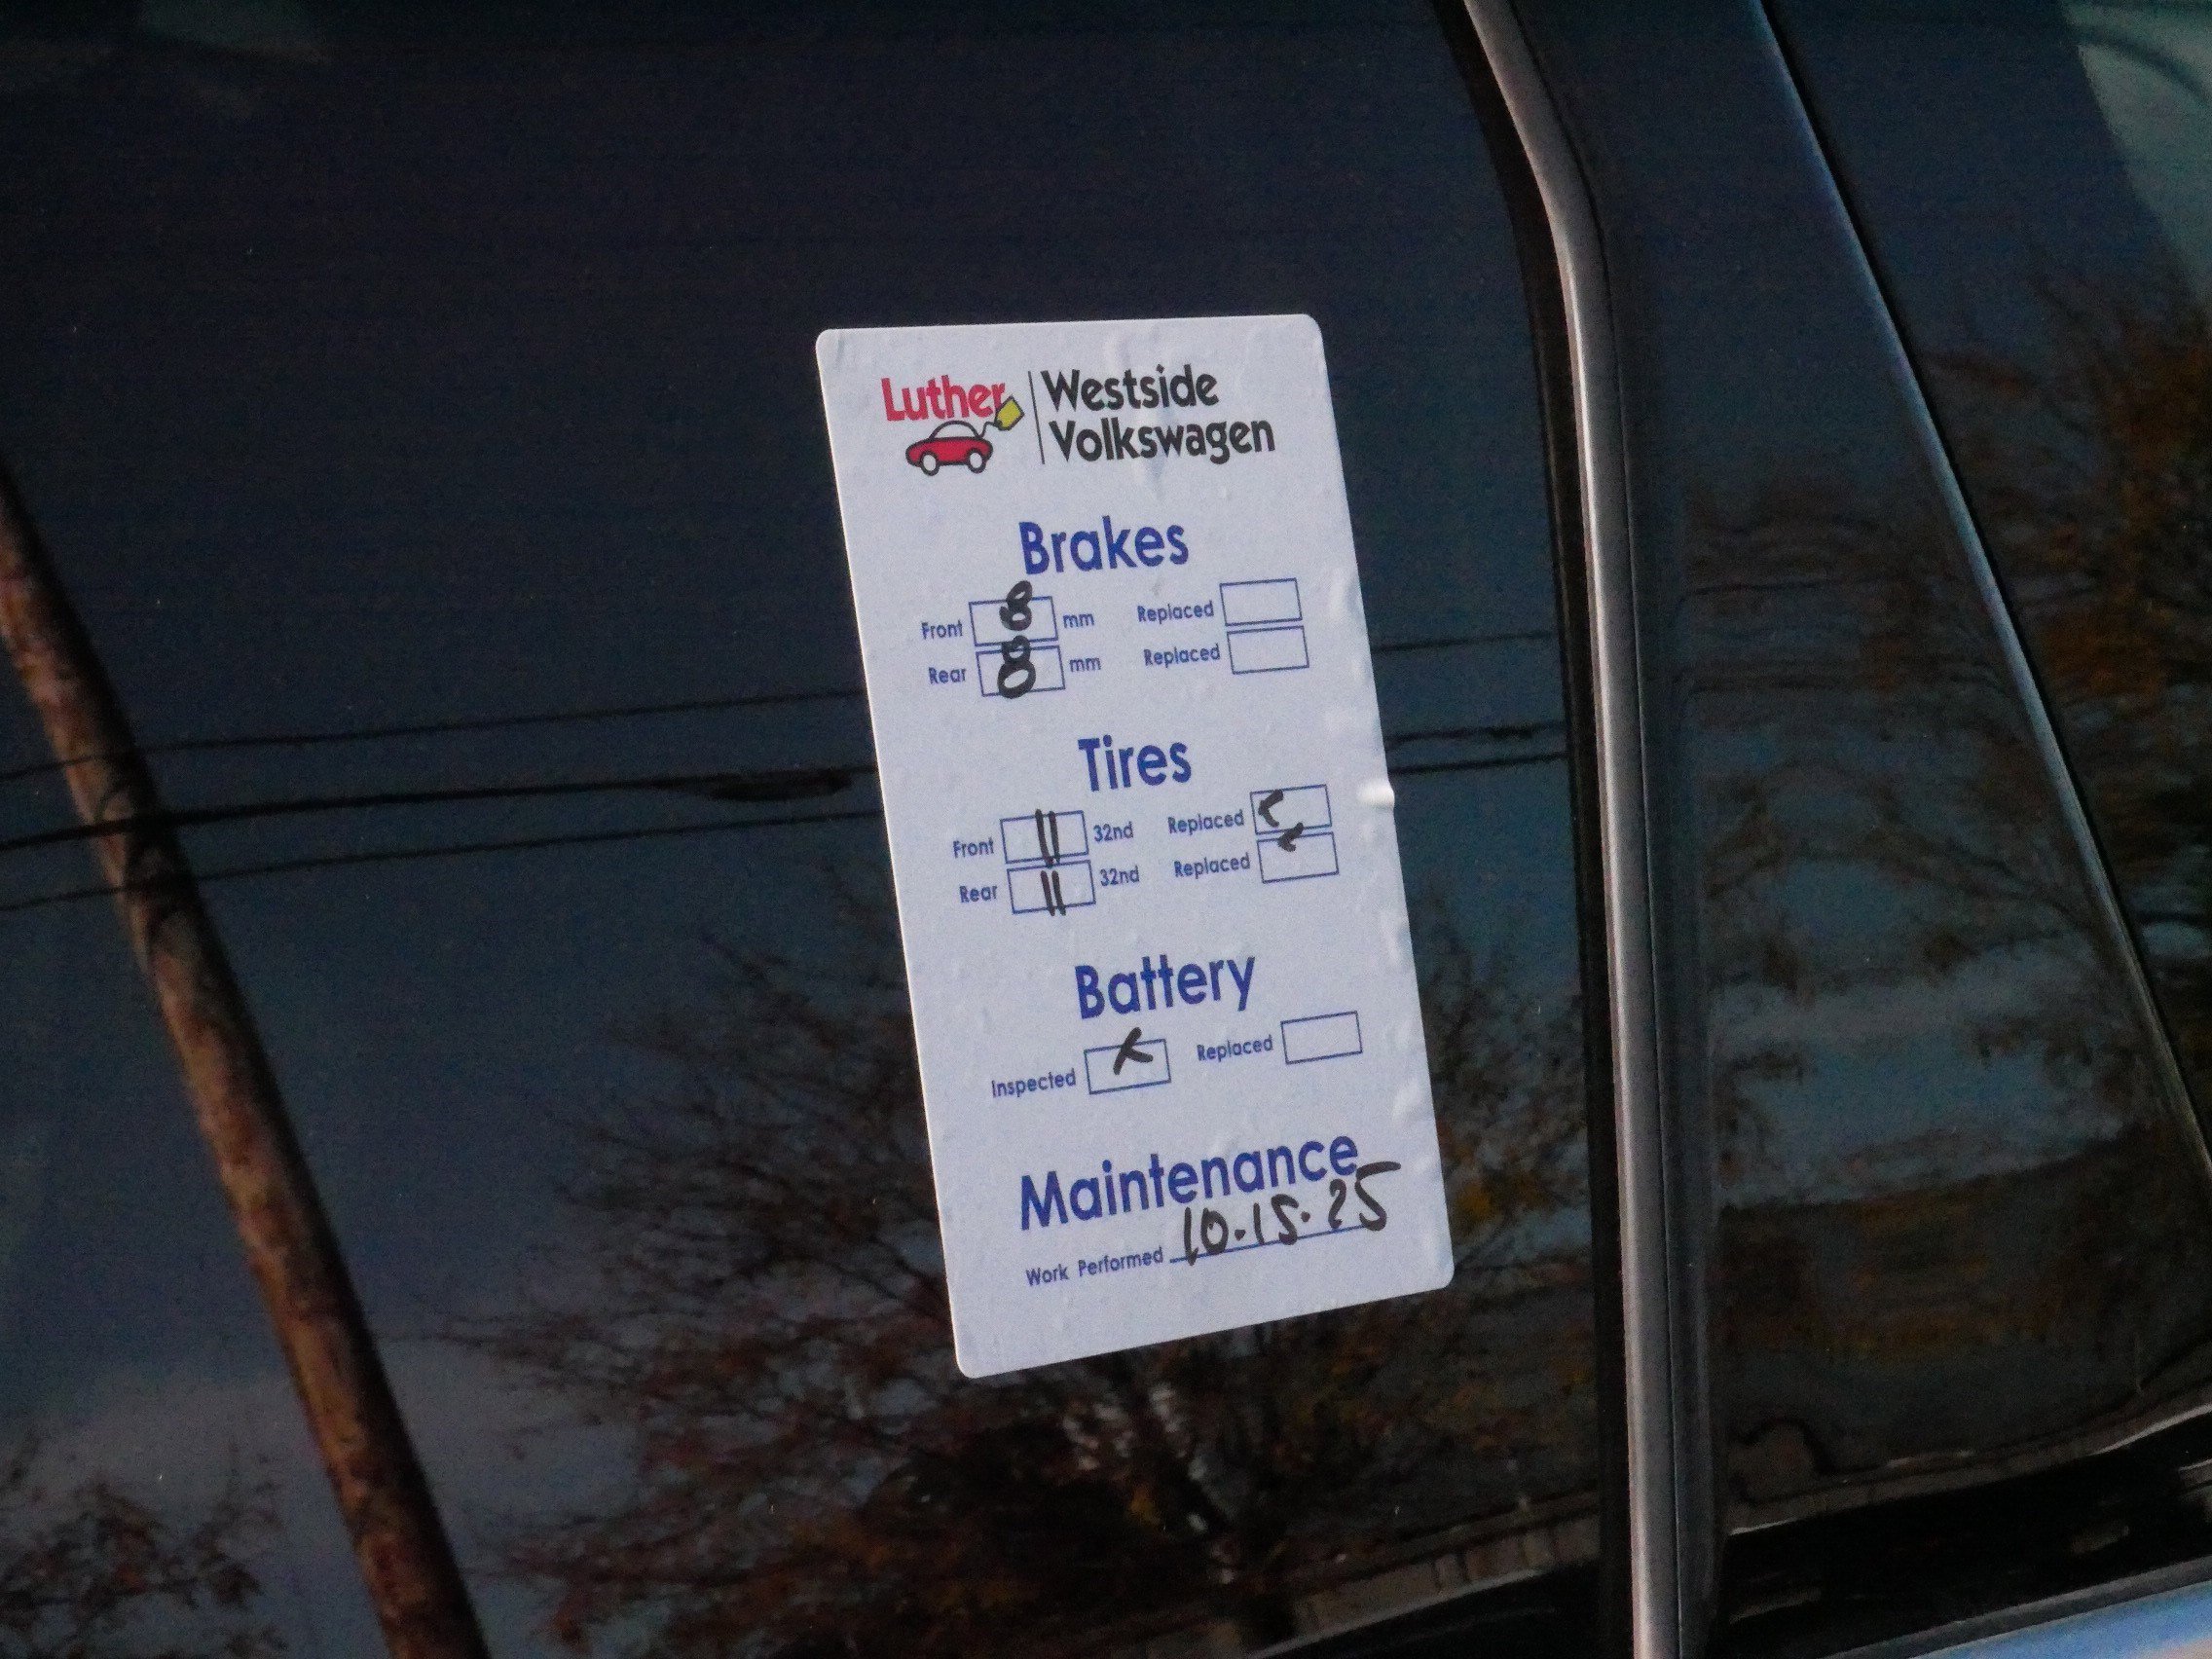 Luther Westside
Volkswagen
Brakes
Front 8 mm Replaced
Rear 8 mm Replaced
Tires
Front 11 32nd Replaced
Rear 11 32nd Replaced
Battery
Inspected X Replaced
Maintenance
Work Performed 10.15.25